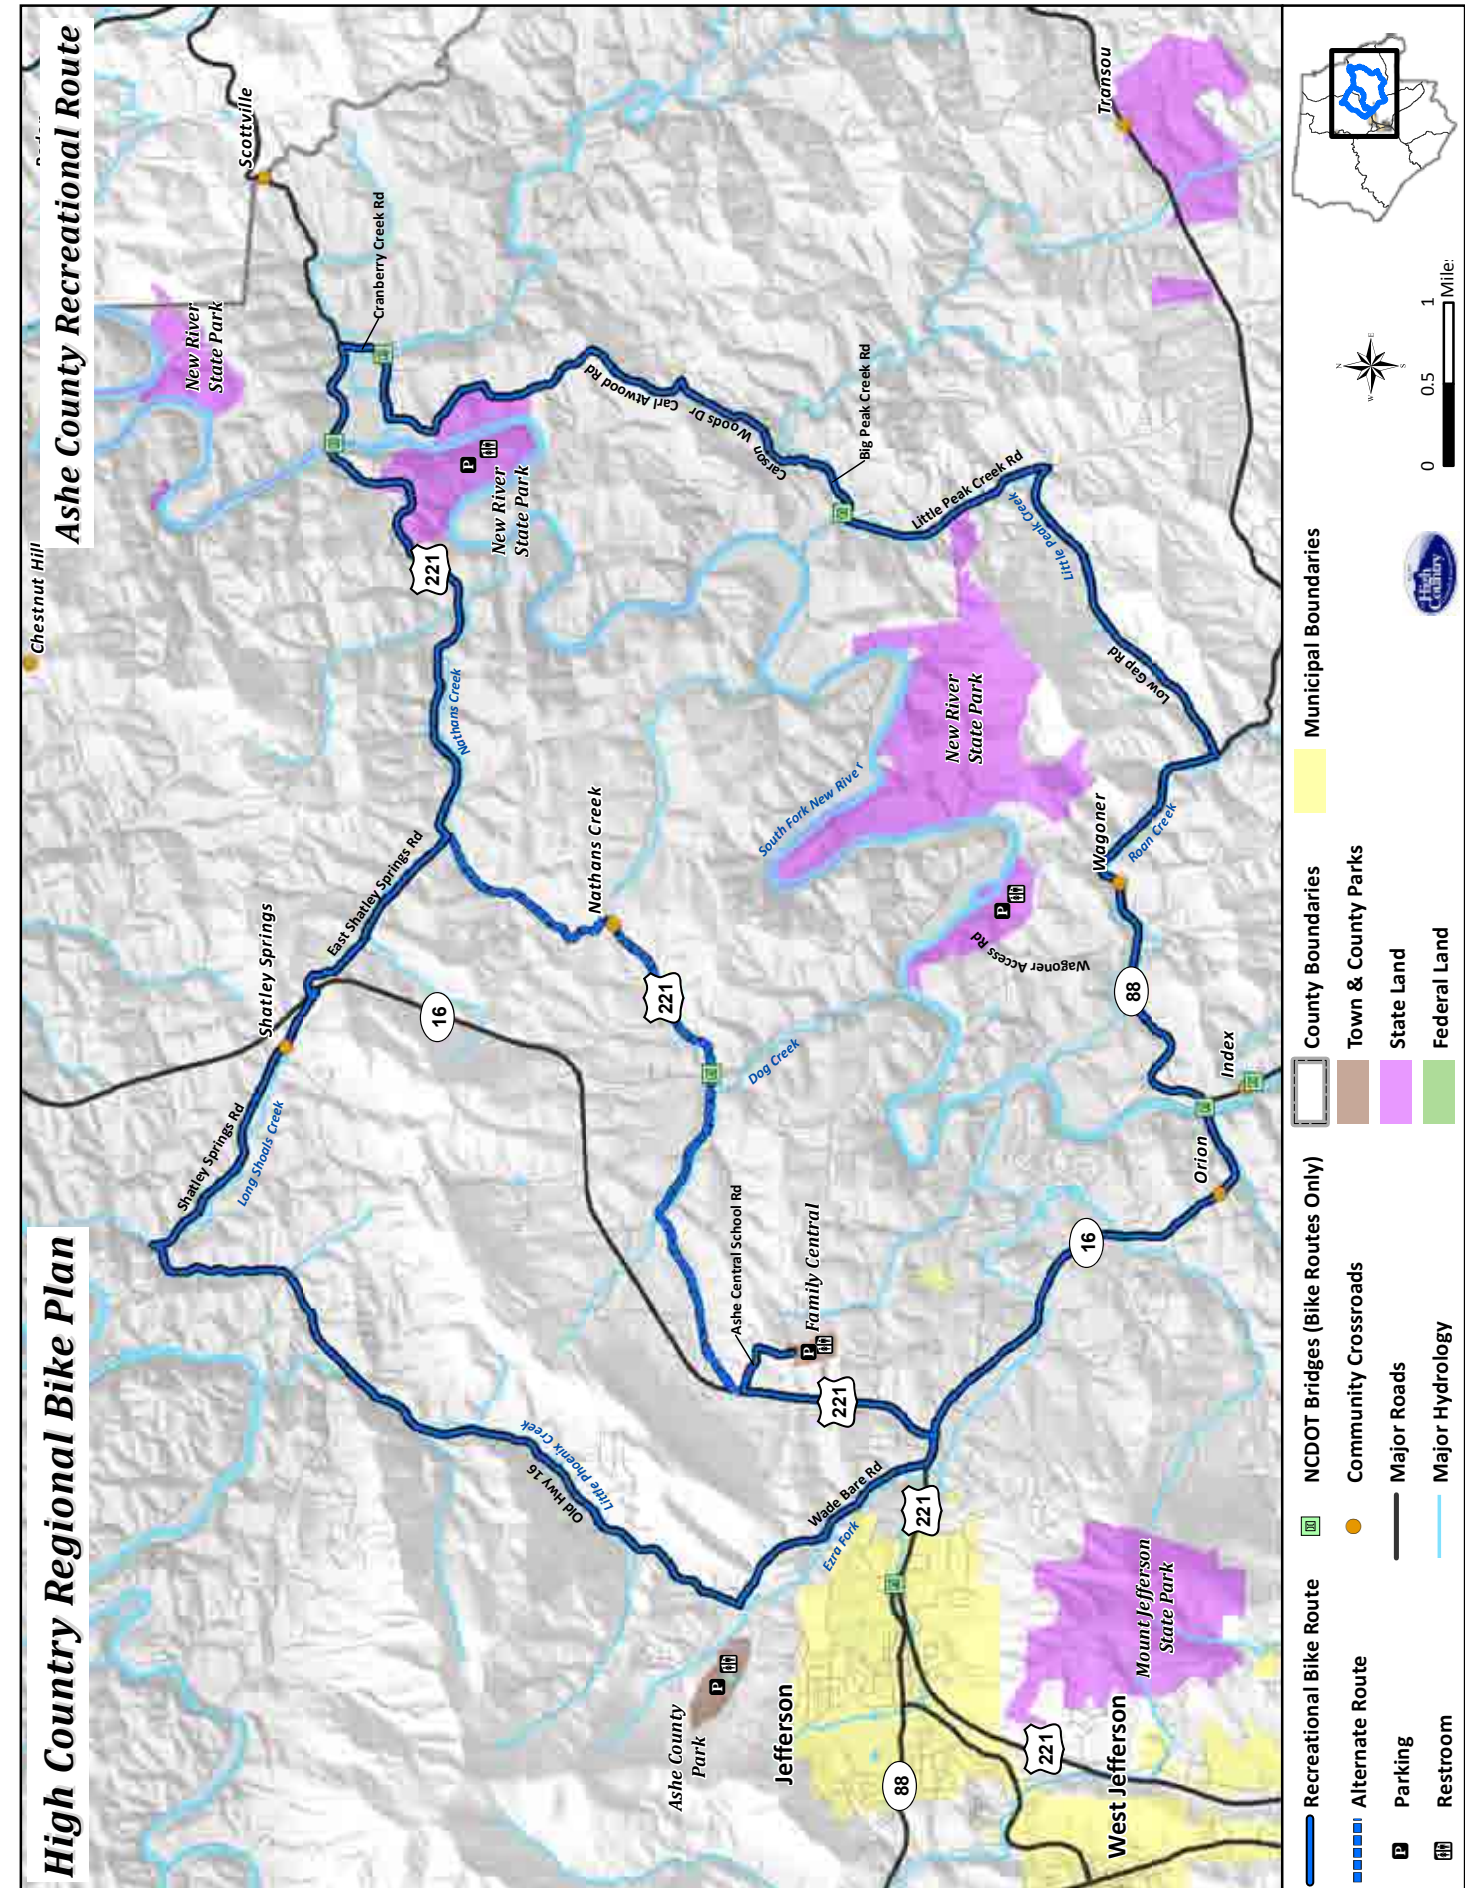 High Country Regional Bike Plan
Ashe County Recreational Route
Chestnut Hill
Scottville
New River
State Park
Cranberry Creek Rd
Shatley Springs
Shatley Springs Rd
Long Shoals Creek
East Shatley Springs Rd
16
Nathans Creek
221
New River
State Park
Carl Atwood Rd
Carson Woods Dr
Big Peak Creek Rd
Transou
Old Hwy 16
Little Phoenix Creek
Nathans Creek
221
Dog Creek
South Fork New River
New River
State Park
Little Peak Creek Rd
Little Peak Creek
Low Gap Rd
Ashe County
Park
Ashe Central School Rd
Family Central
221
Wade Bare Rd
Ezra Fork
221
Wagoner Access Rd
Wagoner
Roan Creek
88
Index
Orion
16
Jefferson
88
West Jefferson
221
Mount Jefferson
State Park
Recreational Bike Route
Alternate Route
P
Parking
Restroom
NCDOT Bridges (Bike Routes Only)
Community Crossroads
Major Roads
Major Hydrology
County Boundaries
Town & County Parks
State Land
Federal Land
Municipal Boundaries
High
Country
N
W
E
S
0
0.5
1
Miles